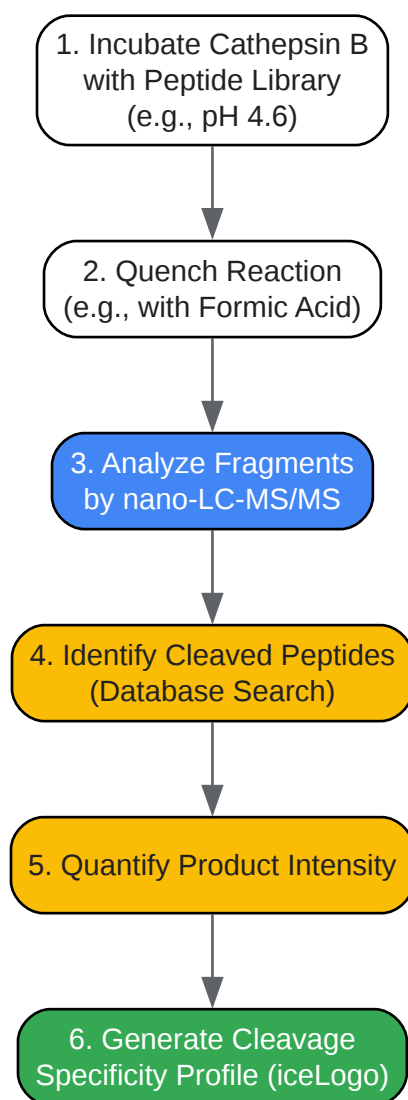 1. Incubate Cathepsin B
with Peptide Library
(e.g., pH 4.6)
2. Quench Reaction
(e.g., with Formic Acid)
3. Analyze Fragments
by nano-LC-MS/MS
4. Identify Cleaved Peptides
(Database Search)
5. Quantify Product Intensity
6. Generate Cleavage
Specificity Profile (iceLogo)